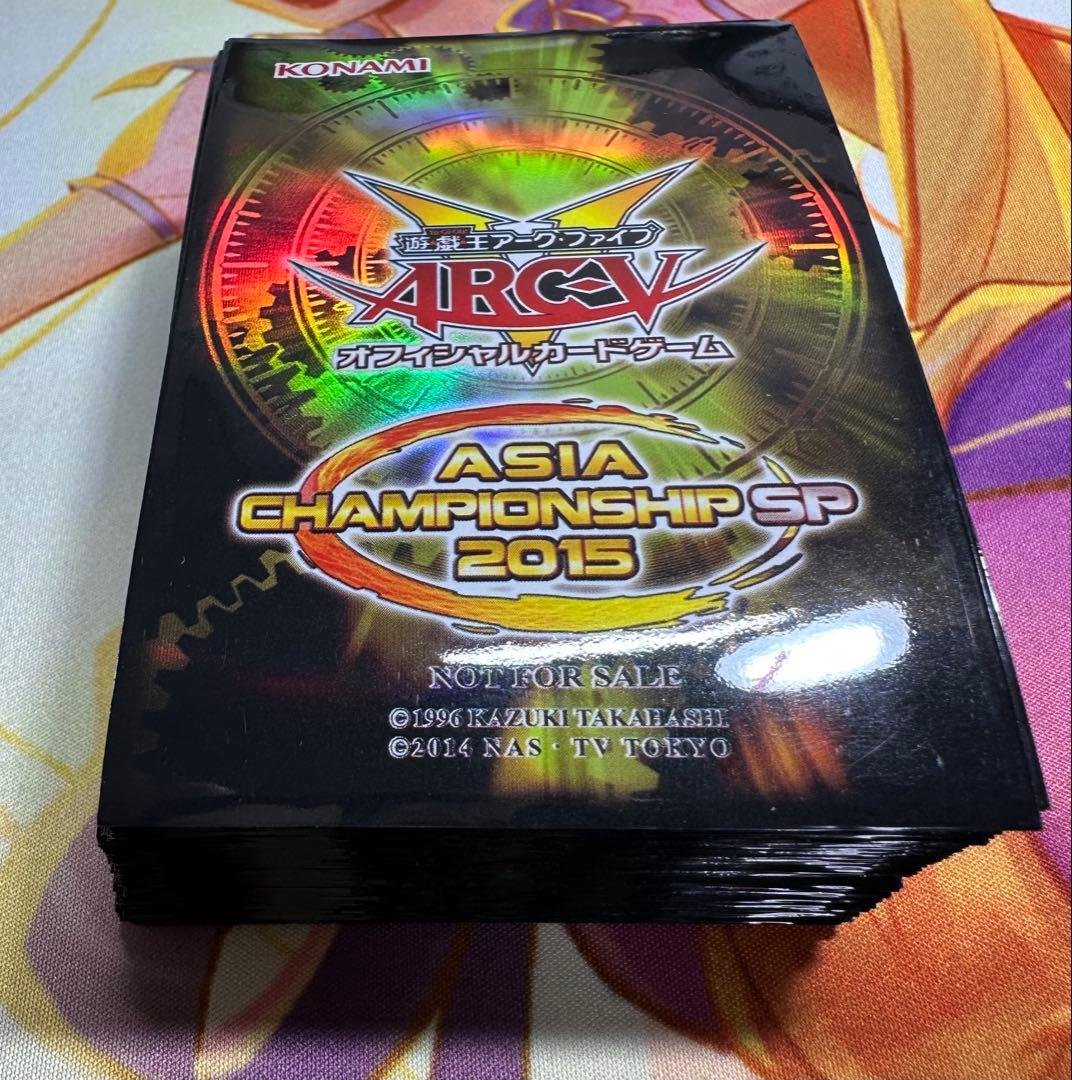 KONAMI
遊☆戯☆王アーク・ファイブ
ARC-V
オフィシャルカードゲーム
ASIA
CHAMPIONSHIP SP
2015
NOT FOR SALE
©1996 KAZUKI TAKAHASHI
©2014 NAS・TV TOKYO